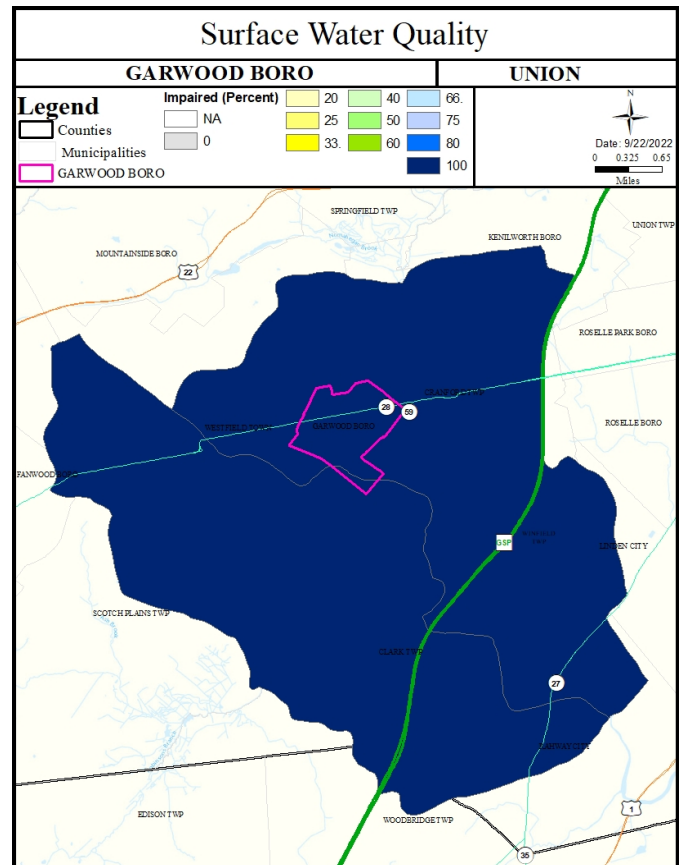 Surface Water Quality
GARWOOD BORO
UNION
Legend
Counties
Municipalities
GARWOOD BORO
Impaired (Percent)
NA
0
20
25
33.
40
50
60
66.
75
80
100
N
Date: 9/22/2022
0 0.325 0.65
Miles
SPRINGFIELD TWP
UNION TWP
KENILWORTH BORO
MOUNTAINSIDE BORO
22
ROSELLE PARK BORO
CRANFORD TWP
28
59
WESTFIELD TOWN
GARWOOD BORO
ROSELLE BORO
FANWOOD BORO
GSP
TWP
LINDEN CITY
SCOTCH PLAINS TWP
CLARK TWP
27
RAHWAY CITY
EDISON TWP
WOODBRIDGE TWP
1
35